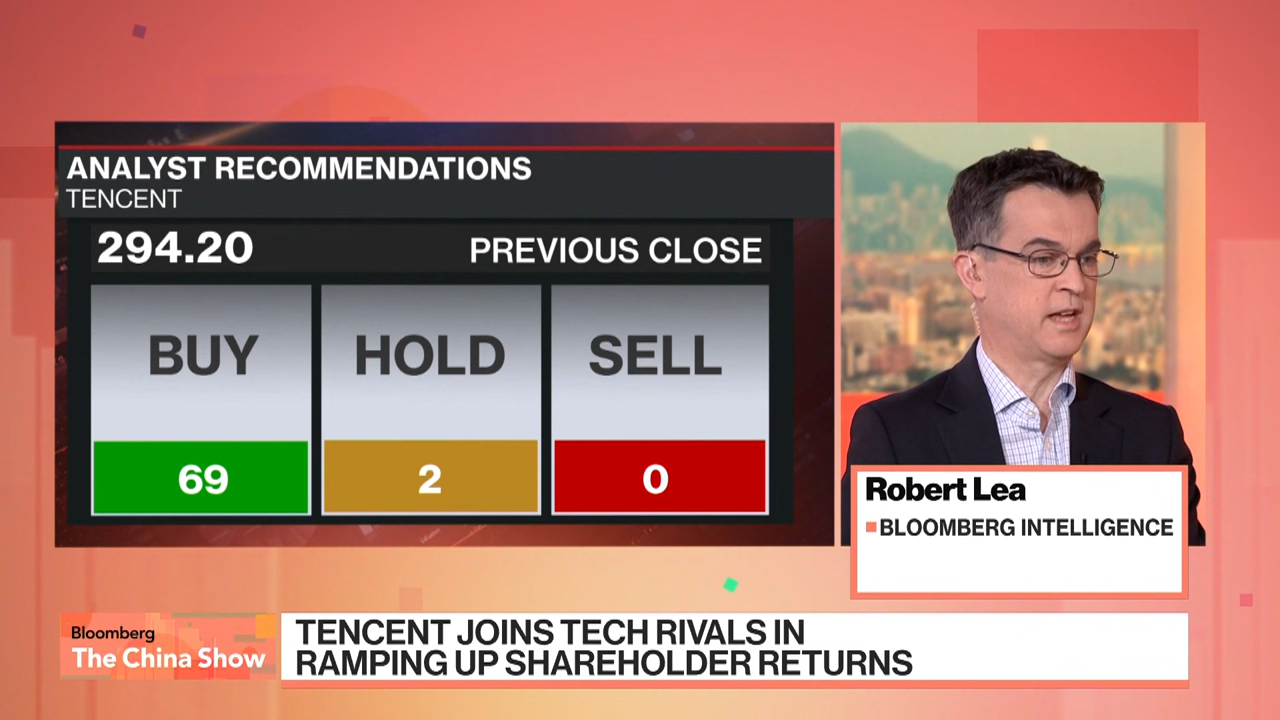 ANALYST RECOMMENDATIONS
TENCENT
294.20 PREVIOUS CLOSE
BUY HOLD SELL
69 2 0
Robert Lea
BLOOMBERG INTELLIGENCE
Bloomberg
The China Show
TENCENT JOINS TECH RIVALS IN
RAMPING UP SHAREHOLDER RETURNS